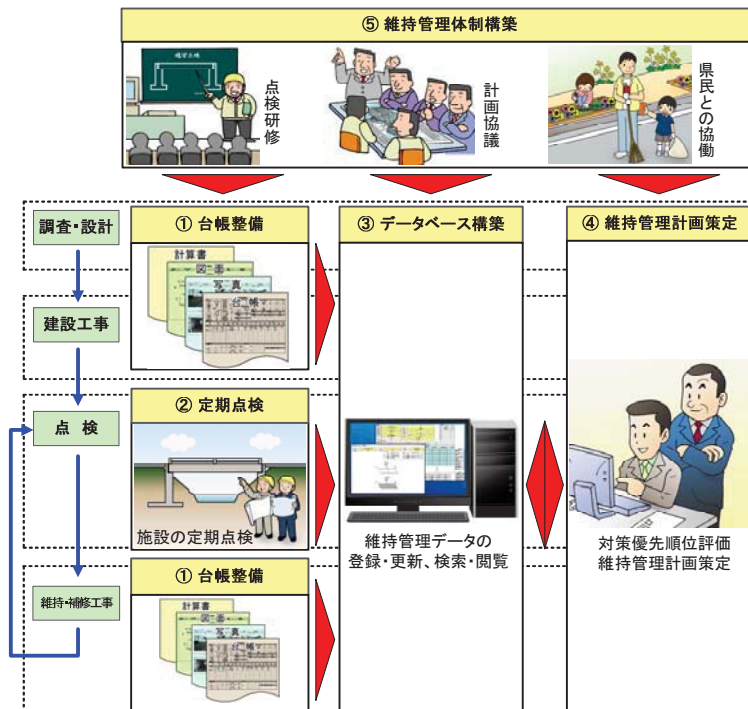 ⑤ 維持管理体制構築
点検研修
計画協議
県民との協働
調査・設計
建設工事
点 検
維持・補修工事
① 台帳整備
計算書
図 面
写 真
台 帳
② 定期点検
施設の定期点検
① 台帳整備
計算書
図 面
写 真
台 帳
③ データベース構築
維持管理データの
登録・更新、検索・閲覧
④ 維持管理計画策定
対策優先順位評価
維持管理計画策定